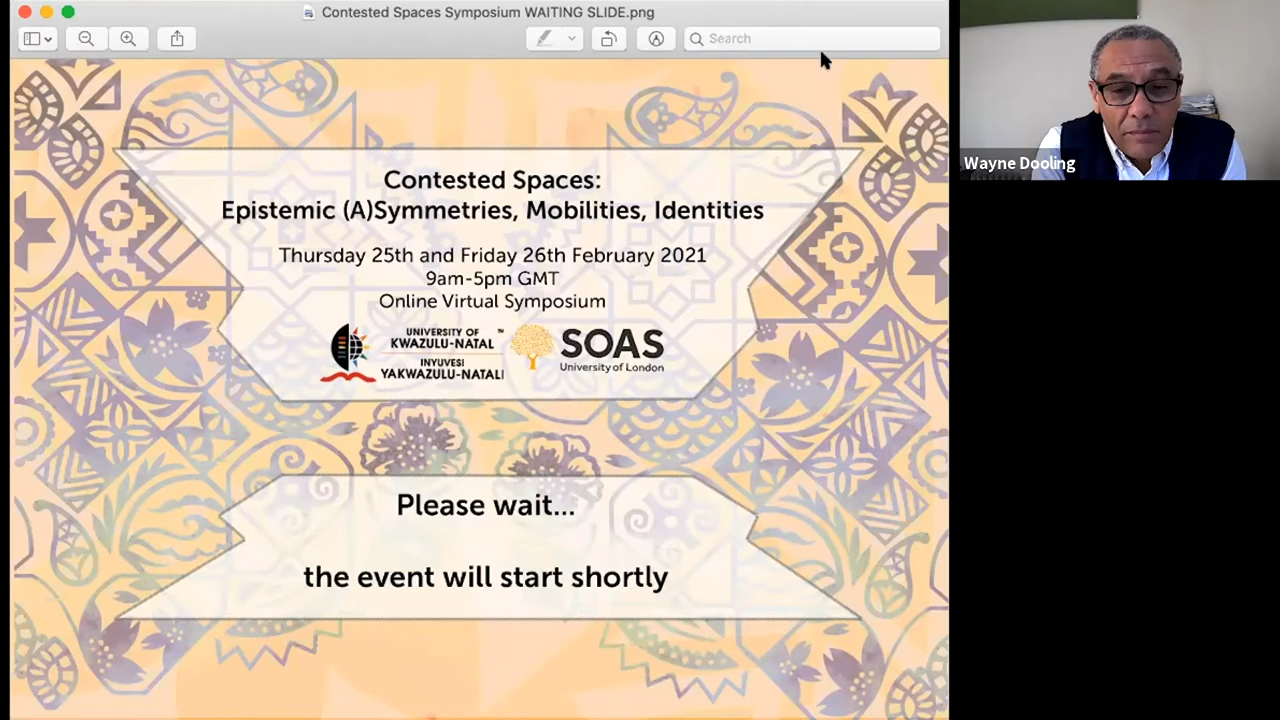 Contested Spaces Symposium WAITING SLIDE.png
Search
Contested Spaces:
Epistemic (A)Symmetries, Mobilities, Identities
Thursday 25th and Friday 26th February 2021
9am-5pm GMT
Online Virtual Symposium
UNIVERSITY OF
KWAZULU-NATAL ™
INYUVESI
YAKWAZULU-NATALI
SOAS
University of London
Please wait...
the event will start shortly
Wayne Dooling